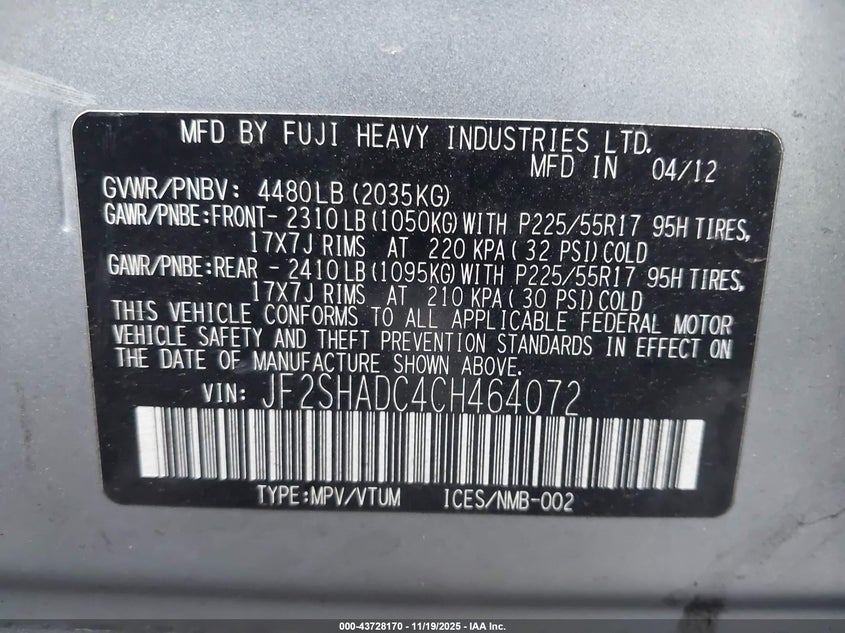 MFD BY FUJI HEAVY INDUSTRIES LTD.
MFD IN 04/12
GVWR/PNBV: 4480LB (2035KG)
GAWR/PNBE:FRONT- 2310LB (1050KG) WITH P225/55R17 95H TIRES,
17X7J RIMS AT 220 KPA ( 32 PSI) COLD
GAWR/PNBE:REAR - 2410LB (1095KG) WITH P225/55R17 95H TIRES,
17X7J RIMS AT 210 KPA ( 30 PSI) COLD
THIS VEHICLE CONFORMS TO ALL APPLICABLE FEDERAL MOTOR
VEHICLE SAFETY AND THEFT PREVENTION STANDARDS IN EFFECT ON
THE DATE OF MANUFACTURE SHOWN ABOVE.
VIN: JF2SHADC4CH464072
TYPE:MPV/VTUM ICES/NMB-002
000-43728170 - 11/19/2025 - IAA Inc.